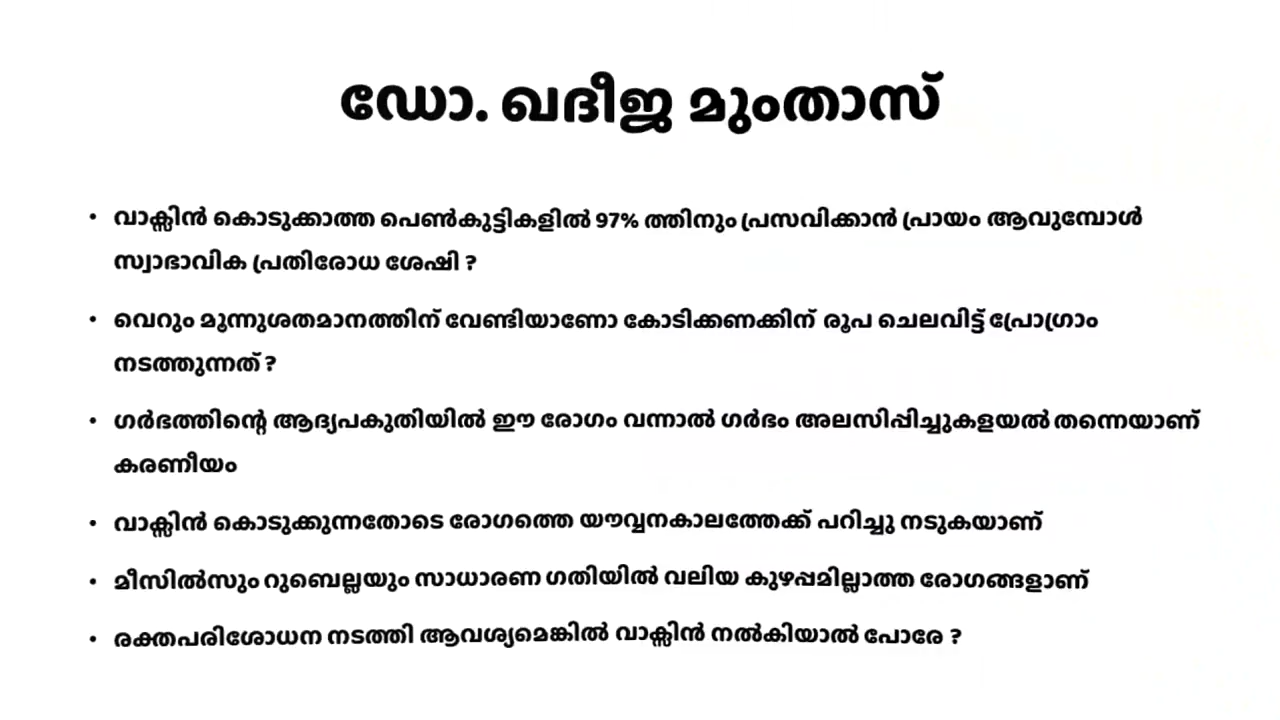 ഡോ. ഖദീജ മുംതാസ്
• വാക്സിൻ കൊടുക്കാത്ത പെൺകുട്ടികളിൽ 97% ത്തിനും പ്രസവിക്കാൻ പ്രായം ആവുമ്പോൾ
സ്വാഭാവിക പ്രതിരോധ ശേഷി ?
• വെറും മൂന്നുശതമാനത്തിന് വേണ്ടിയാണോ കോടിക്കണക്കിന് രൂപ ചെലവിട്ട് പ്രോഗ്രാം
നടത്തുന്നത് ?
• ഗർഭത്തിന്റെ ആദ്യപകുതിയിൽ ഈ രോഗം വന്നാൽ ഗർഭം അലസിപ്പിച്ചുകളയൽ തന്നെയാണ്
കരണീയം
• വാക്സിൻ കൊടുക്കുന്നതോടെ രോഗത്തെ യൗവ്വനകാലത്തേക്ക് പറിച്ചു നടുകയാണ്
• മീസിൽസും റുബെല്ലയും സാധാരണ ഗതിയിൽ വലിയ കുഴപ്പമില്ലാത്ത രോഗങ്ങളാണ്
• രക്തപരിശോധന നടത്തി ആവശ്യമെങ്കിൽ വാക്സിൻ നൽകിയാൽ പോരേ ?